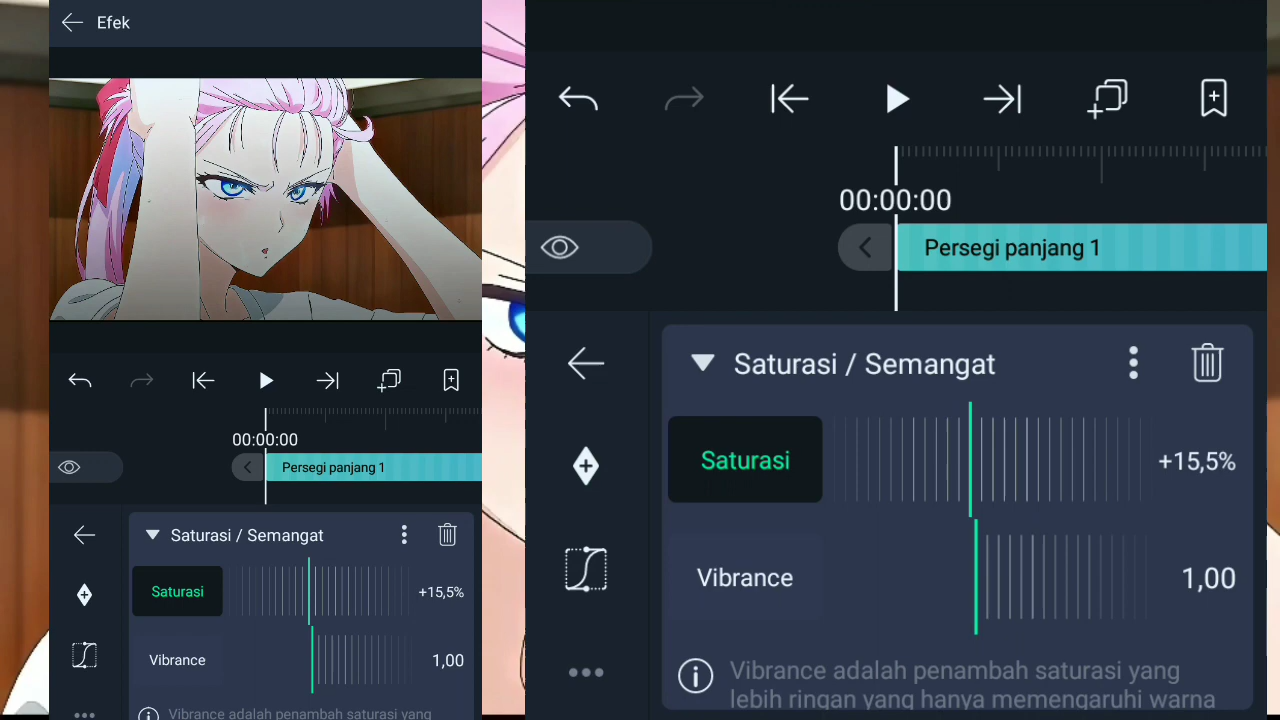 Efek
00:00:00
Persegi panjang 1
Saturasi / Semangat
Saturasi
+15,5%
Vibrance
1,00
Vibrance adalah penambah saturasi yang
00:00:00
Persegi panjang 1
Saturasi / Semangat
Saturasi
+15,5%
Vibrance
1,00
Vibrance adalah penambah saturasi yang
lebih ringan yang hanya memengaruhi warna